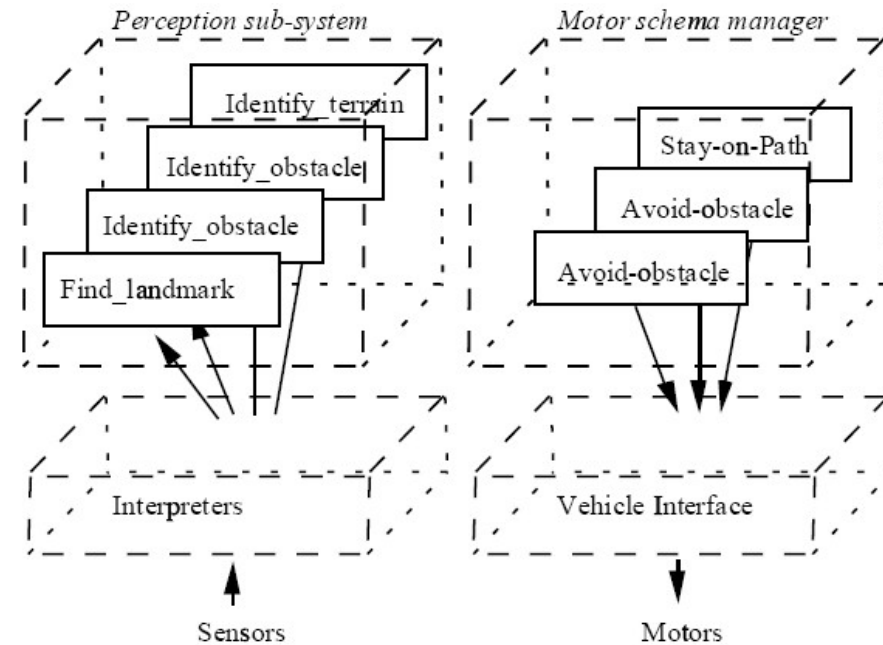 Perception sub-system
Motor schema manager
Identify_terrain
Identify_obstacle
Identify_obstacle
Find_landmark
Stay-on-Path
Avoid-obstacle
Avoid-obstacle
Interpreters
Vehicle Interface
Sensors
Motors